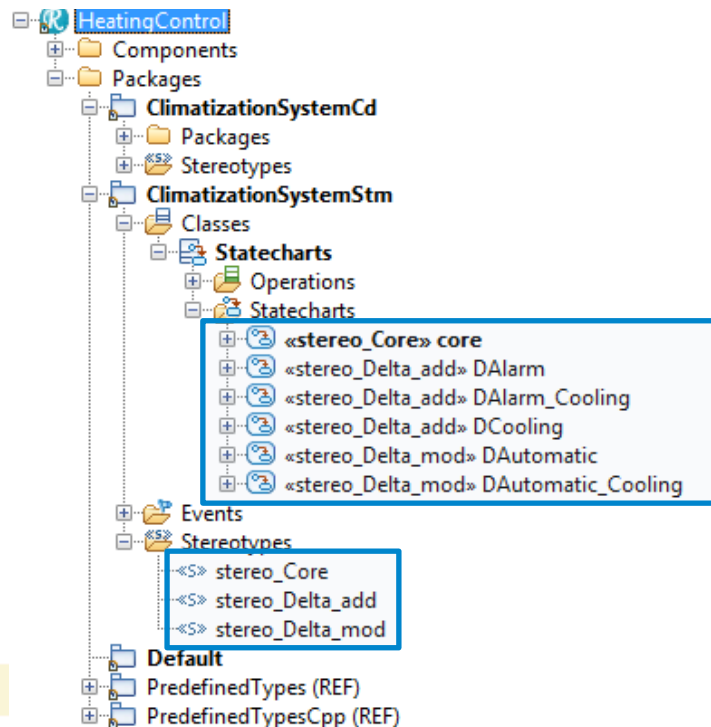 HeatingControl
Components
Packages
ClimatizationSystemCd
Packages
«S» Stereotypes
ClimatizationSystemStm
Classes
Statecharts
Operations
Statecharts
«stereo_Core» core
«stereo_Delta_add» DAlarm
«stereo_Delta_add» DAlarm_Cooling
«stereo_Delta_add» DCooling
«stereo_Delta_mod» DAutomatic
«stereo_Delta_mod» DAutomatic_Cooling
Events
«S» Stereotypes
«S» stereo_Core
«S» stereo_Delta_add
«S» stereo_Delta_mod
Default
PredefinedTypes (REF)
PredefinedTypesCpp (REF)